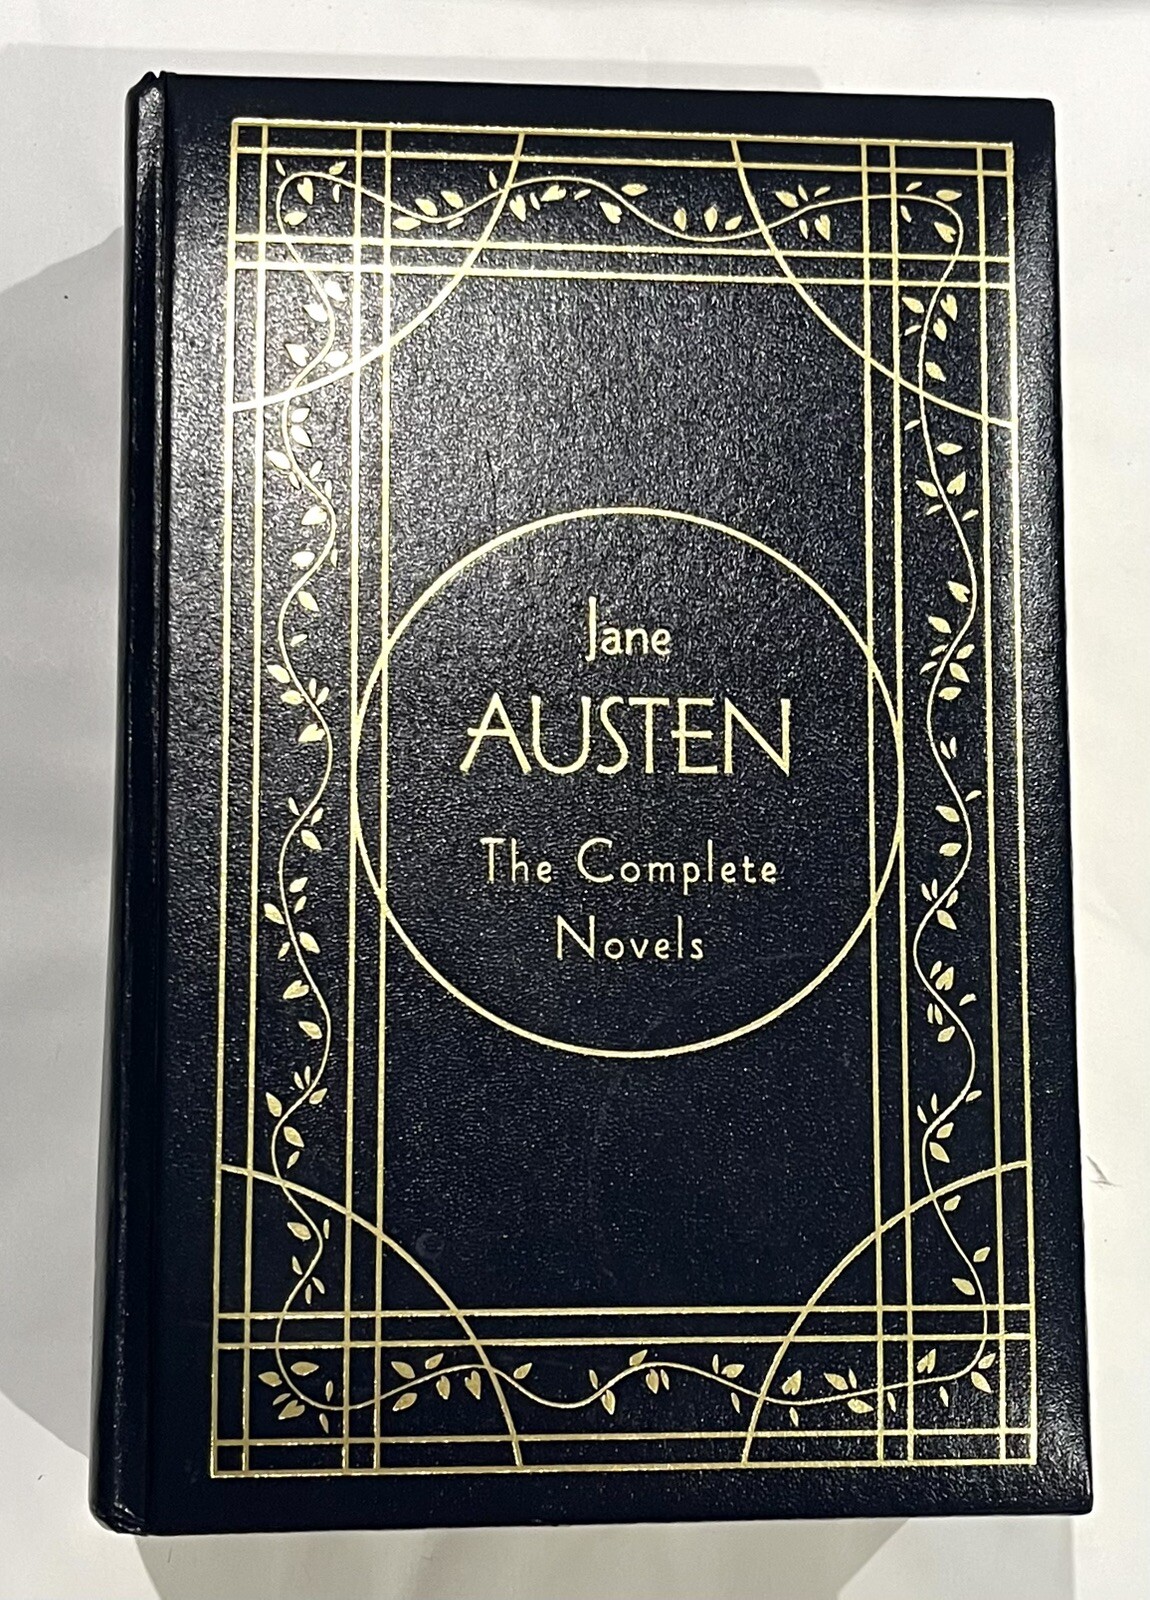 Jane
AUSTEN
The Complete
Novels